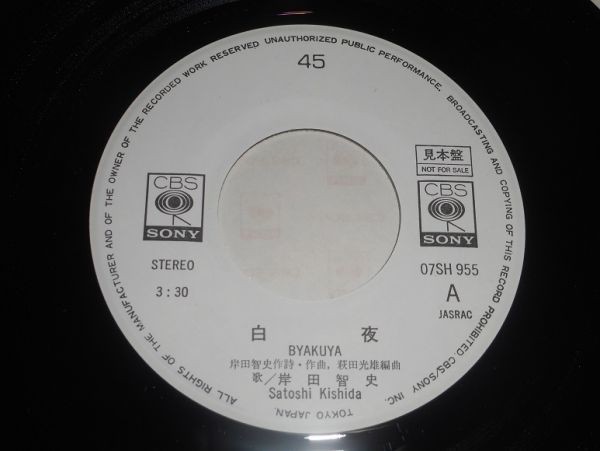 ALL RIGHTS OF THE MANUFACTURER AND OF THE OWNER OF THE RECORDED WORK RESERVED UNAUTHORIZED PUBLIC PERFORMANCE, BROADCASTING AND COPYING OF THIS RECORD PROHIBITED CBS/SONY INC. TOKYO JAPAN.
45
見本盤
NOT FOR SALE
CBS
SONY
CBS
SONY
STEREO
3:30
07SH 955
A
JASRAC
白 夜
BYAKUYA
岸田智史作詩・作曲, 萩田光雄編曲
歌/岸田智史
Satoshi Kishida